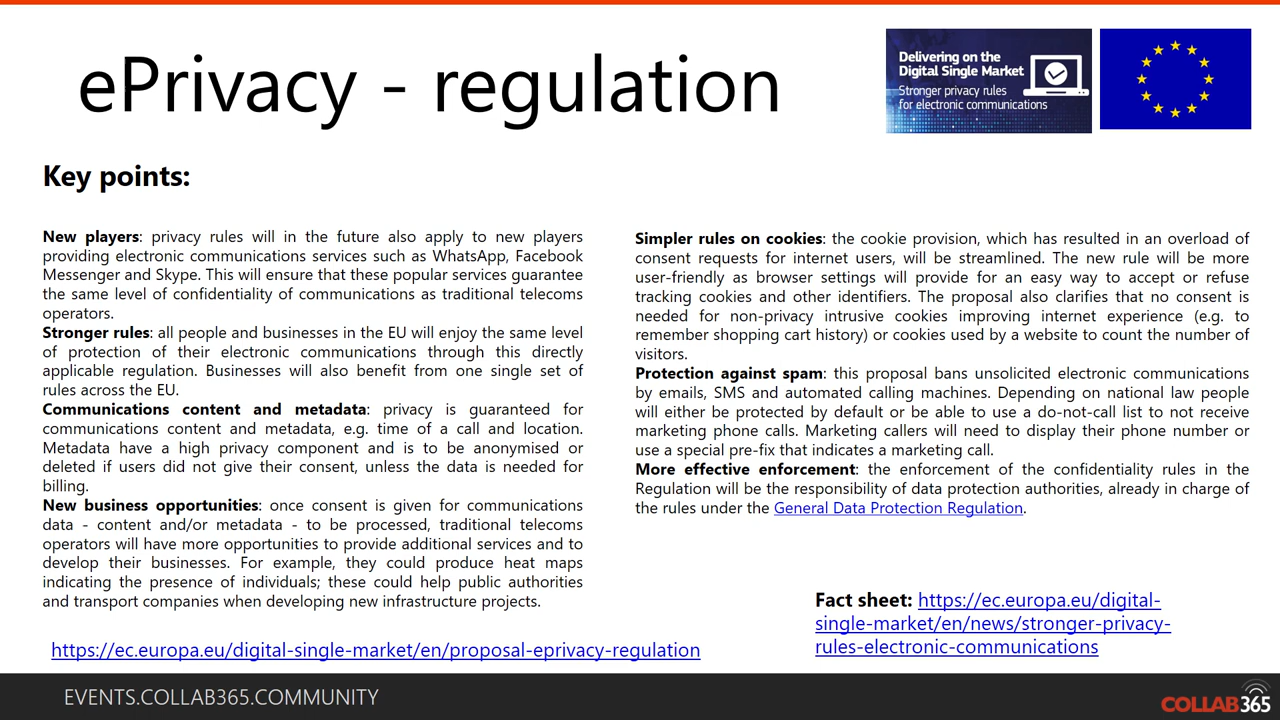 ePrivacy - regulation
Delivering on the
Digital Single Market
Stronger privacy rules
for electronic communications
Key points:
New players: privacy rules will in the future also apply to new players
providing electronic communications services such as WhatsApp, Facebook
Messenger and Skype. This will ensure that these popular services guarantee
the same level of confidentiality of communications as traditional telecoms
operators.
Stronger rules: all people and businesses in the EU will enjoy the same level
of protection of their electronic communications through this directly
applicable regulation. Businesses will also benefit from one single set of
rules across the EU.
Communications content and metadata: privacy is guaranteed for
communications content and metadata, e.g. time of a call and location.
Metadata have a high privacy component and is to be anonymised or
deleted if users did not give their consent, unless the data is needed for
billing.
New business opportunities: once consent is given for communications
data - content and/or metadata - to be processed, traditional telecoms
operators will have more opportunities to provide additional services and to
develop their businesses. For example, they could produce heat maps
indicating the presence of individuals; these could help public authorities
and transport companies when developing new infrastructure projects.
https://ec.europa.eu/digital-single-market/en/proposal-eprivacy-regulation
Simpler rules on cookies: the cookie provision, which has resulted in an overload of
consent requests for internet users, will be streamlined. The new rule will be more
user-friendly as browser settings will provide for an easy way to accept or refuse
tracking cookies and other identifiers. The proposal also clarifies that no consent is
needed for non-privacy intrusive cookies improving internet experience (e.g. to
remember shopping cart history) or cookies used by a website to count the number of
visitors.
Protection against spam: this proposal bans unsolicited electronic communications
by emails, SMS and automated calling machines. Depending on national law people
will either be protected by default or be able to use a do-not-call list to not receive
marketing phone calls. Marketing callers will need to display their phone number or
use a special pre-fix that indicates a marketing call.
More effective enforcement: the enforcement of the confidentiality rules in the
Regulation will be the responsibility of data protection authorities, already in charge of
the rules under the General Data Protection Regulation.
Fact sheet: https://ec.europa.eu/digital-
single-market/en/news/stronger-privacy-
rules-electronic-communications
EVENTS.COLLAB365.COMMUNITY
COLLAB365